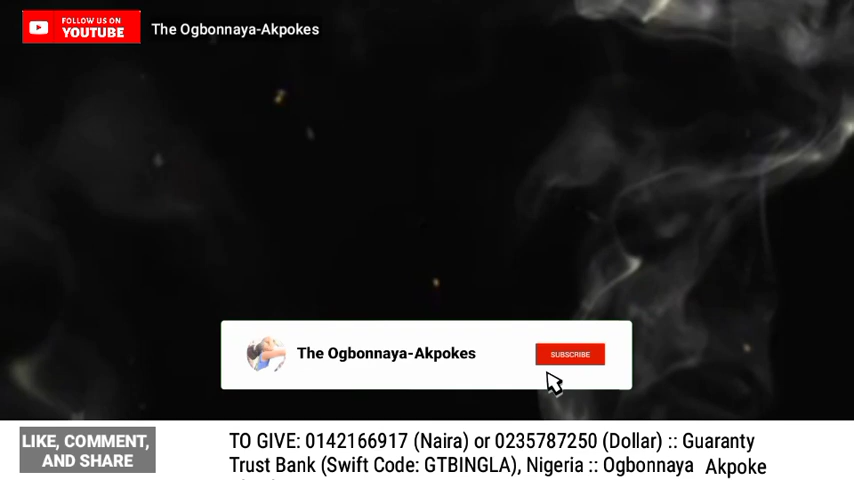 FOLLOW US ON
YOUTUBE
The Ogbonnaya-Akpokes
The Ogbonnaya-Akpokes
SUBSCRIBE
LIKE, COMMENT,
AND SHARE
TO GIVE: 0142166917 (Naira) or 0235787250 (Dollar) :: Guaranty
Trust Bank (Swift Code: GTBINGLA), Nigeria :: Ogbonnaya Akpoke